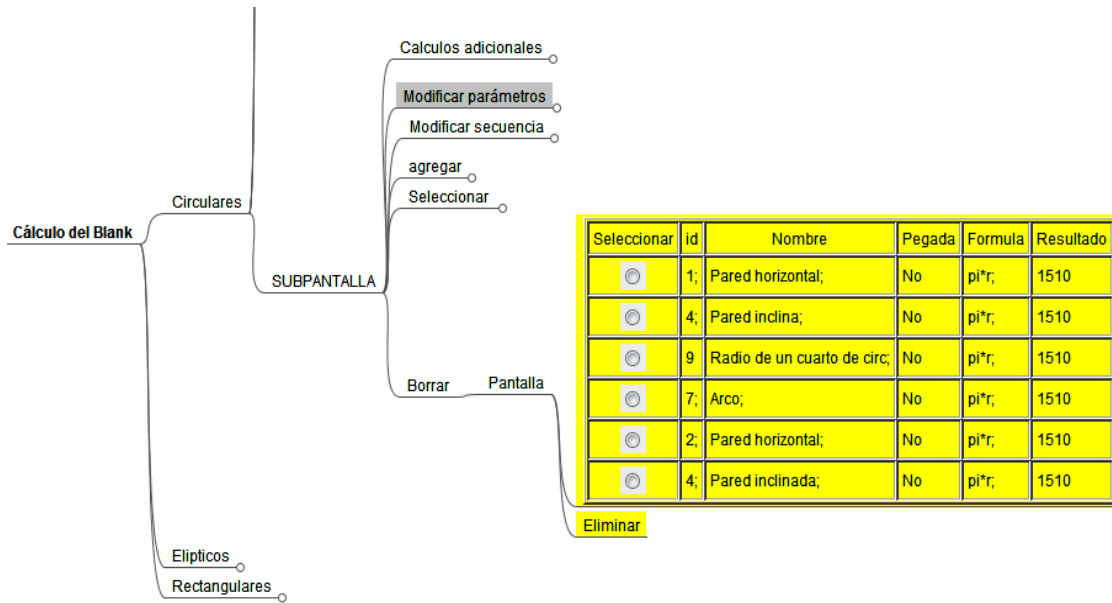 Calculos adicionales
Modificar parámetros
Modificar secuencia
agregar
Seleccionar
Circulares
Cálculo del Blank
SUBPANTALLA
Seleccionar id Nombre Pegada Formula Resultado
1; Pared horizontal; No pi*r; 1510
4; Pared inclina; No pi*r; 1510
9 Radio de un cuarto de circ; No pi*r; 1510
7; Arco; No pi*r; 1510
2; Pared horizontal; No pi*r; 1510
4; Pared inclinada; No pi*r; 1510
Borrar Pantalla
Eliminar
Elipticos
Rectangulares